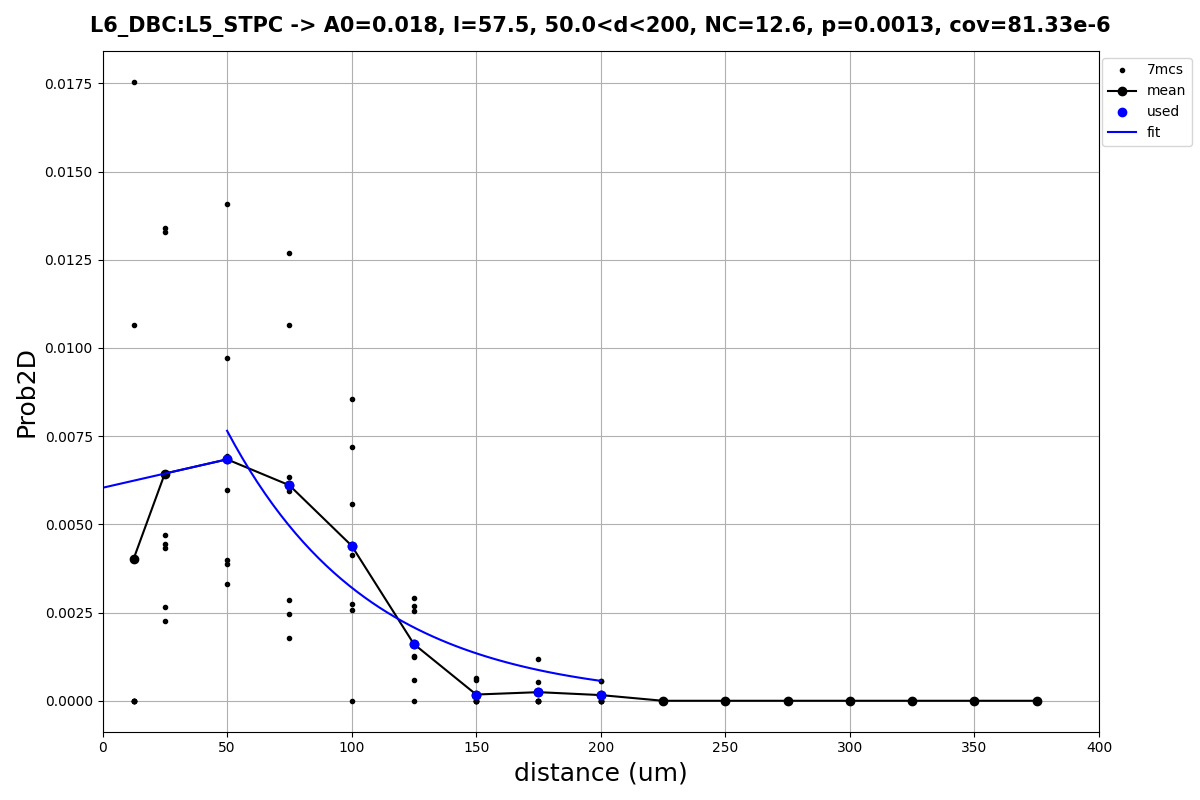 L6_DBC:L5_STPC -> A0=0.018, l=57.5, 50.0<d<200, NC=12.6, p=0.0013, cov=81.33e-6
7mcs
mean
used
fit
Prob2D
0.0175
0.0150
0.0125
0.0100
0.0075
0.0050
0.0025
0.0000
0 50 100 150 200 250 300 350 400
distance (um)